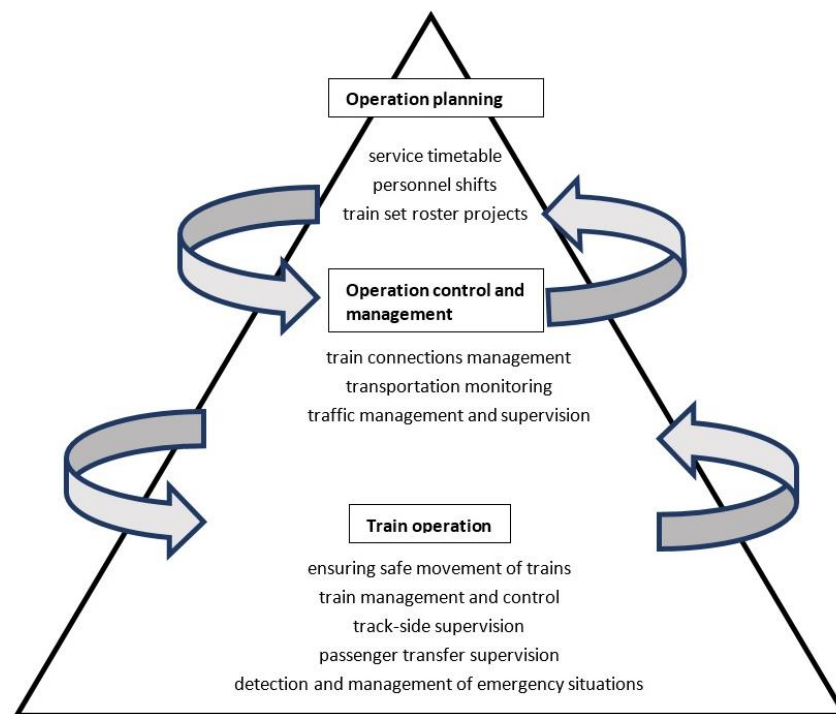 Operation planning
service timetable
personnel shifts
train set roster projects
Operation control and
management
train connections management
transportation monitoring
traffic management and supervision
Train operation
ensuring safe movement of trains
train management and control
track-side supervision
passenger transfer supervision
detection and management of emergency situations